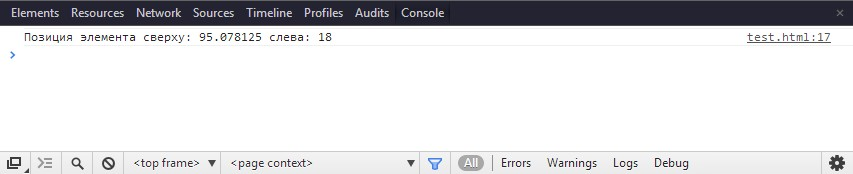 Elements Resources Network Sources Timeline Profiles Audits Console
Позиция элемента сверху: 95.078125 слева: 18 test.html:17
<top frame> <page context> All Errors Warnings Logs Debug